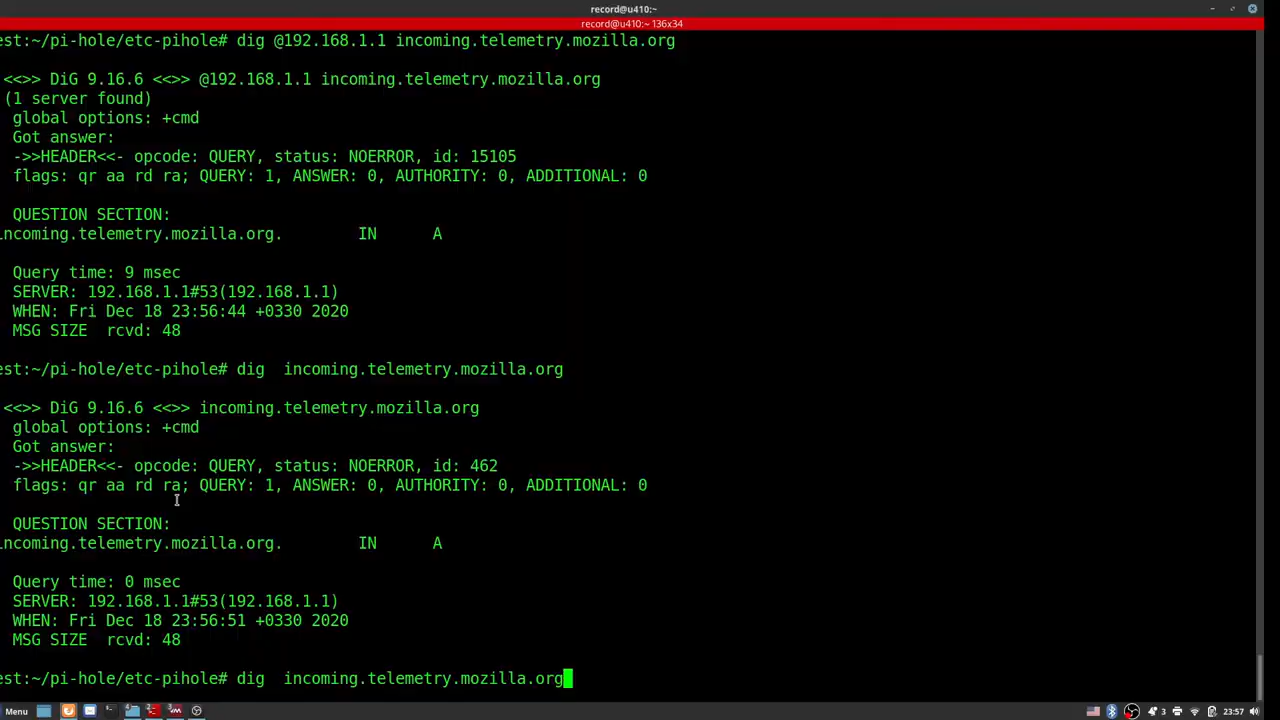 record@u410:~
record@u410:~ 136x34
est:~/pi-hole/etc-pihole# dig @192.168.1.1 incoming.telemetry.mozilla.org
<<>> DiG 9.16.6 <<>> @192.168.1.1 incoming.telemetry.mozilla.org
(1 server found)
global options: +cmd
Got answer:
->>HEADER<<- opcode: QUERY, status: NOERROR, id: 15105
flags: qr aa rd ra; QUERY: 1, ANSWER: 0, AUTHORITY: 0, ADDITIONAL: 0
QUESTION SECTION:
incoming.telemetry.mozilla.org. IN A
Query time: 9 msec
SERVER: 192.168.1.1#53(192.168.1.1)
WHEN: Fri Dec 18 23:56:44 +0330 2020
MSG SIZE rcvd: 48
est:~/pi-hole/etc-pihole# dig  incoming.telemetry.mozilla.org
<<>> DiG 9.16.6 <<>> incoming.telemetry.mozilla.org
global options: +cmd
Got answer:
->>HEADER<<- opcode: QUERY, status: NOERROR, id: 462
flags: qr aa rd ra; QUERY: 1, ANSWER: 0, AUTHORITY: 0, ADDITIONAL: 0
QUESTION SECTION:
incoming.telemetry.mozilla.org. IN A
Query time: 0 msec
SERVER: 192.168.1.1#53(192.168.1.1)
WHEN: Fri Dec 18 23:56:51 +0330 2020
MSG SIZE rcvd: 48
est:~/pi-hole/etc-pihole# dig  incoming.telemetry.mozilla.org
Menu 3 23:57